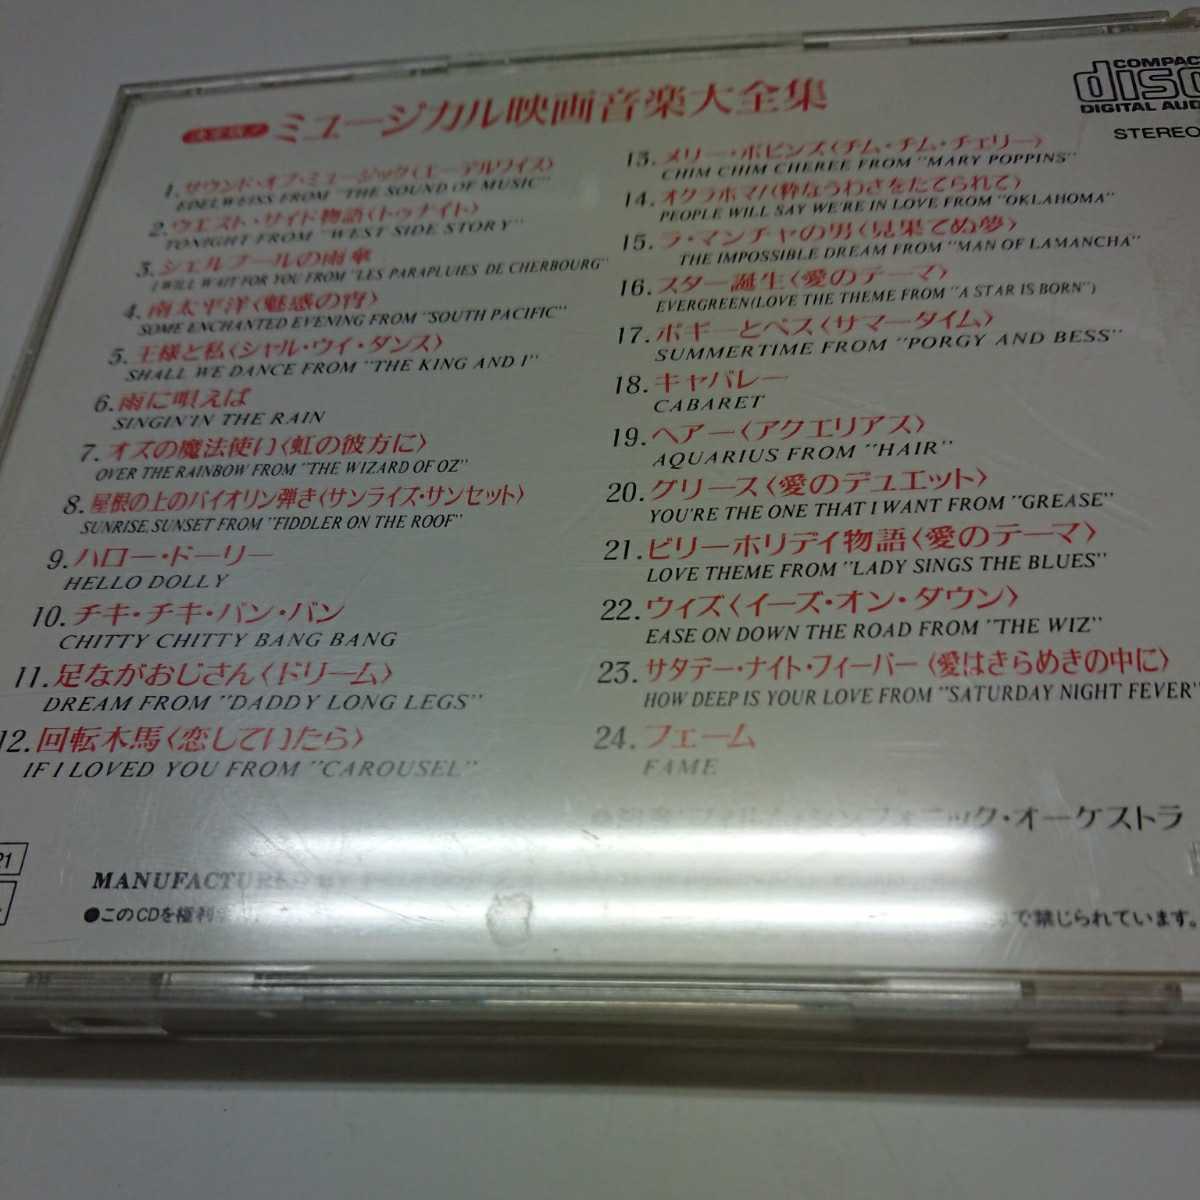 決定版!
ミュージカル映画音楽大全集
COMPACT
disc
DIGITAL AUDIO
STEREO
1. サウンド・オブ・ミュージック〈エーデルワイス〉
EDELWEISS FROM "THE SOUND OF MUSIC"
2. ウエスト・サイド物語〈トゥナイト〉
TONIGHT FROM "WEST SIDE STORY"
3. シェルブールの雨傘
I WILL WAIT FOR YOU FROM "LES PARAPLUIES DE CHERBOURG"
4. 南太平洋〈魅惑の宵〉
SOME ENCHANTED EVENING FROM "SOUTH PACIFIC"
5. 王様と私〈シャル・ウイ・ダンス〉
SHALL WE DANCE FROM "THE KING AND I"
6. 雨に唄えば
SINGIN'IN THE RAIN
7. オズの魔法使い〈虹の彼方に〉
OVER THE RAINBOW FROM "THE WIZARD OF OZ"
8. 屋根の上のバイオリン弾き〈サンライズ・サンセット〉
SUNRISE, SUNSET FROM "FIDDLER ON THE ROOF"
9. ハロー・ドーリー
HELLO DOLLY
10. チキ・チキ・バン・バン
CHITTY CHITTY BANG BANG
11. 足ながおじさん〈ドリーム〉
DREAM FROM "DADDY LONG LEGS"
12. 回転木馬〈恋していたら〉
IF I LOVED YOU FROM "CAROUSEL"
13. メリー・ポピンズ〈チム・チム・チェリー〉
CHIM CHIM CHEREE FROM "MARY POPPINS"
14. オクラホマ!〈粋なうわさをたてられて〉
PEOPLE WILL SAY WE'RE IN LOVE FROM "OKLAHOMA"
15. ラ・マンチャの男〈見果てぬ夢〉
THE IMPOSSIBLE DREAM FROM "MAN OF LAMANCHA"
16. スター誕生〈愛のテーマ〉
EVERGREEN(LOVE THE THEME FROM "A STAR IS BORN")
17. ポギーとベス〈サマータイム〉
SUMMERTIME FROM "PORGY AND BESS"
18. キャバレー
CABARET
19. ヘアー〈アクエリアス〉
AQUARIUS FROM "HAIR"
20. グリース〈愛のデュエット〉
YOU'RE THE ONE THAT I WANT FROM "GREASE"
21. ビリーホリデイ物語〈愛のテーマ〉
LOVE THEME FROM "LADY SINGS THE BLUES"
22. ウィズ〈イーズ・オン・ダウン〉
EASE ON DOWN THE ROAD FROM "THE WIZ"
23. サタデー・ナイト・フィーバー〈愛はきらめきの中に〉
HOW DEEP IS YOUR LOVE FROM "SATURDAY NIGHT FEVER"
24. フェーム
FAME
●演奏:フィルム・シンフォニック・オーケストラ
MANUFACTURED BY
●このCDを権利 で禁じられています。